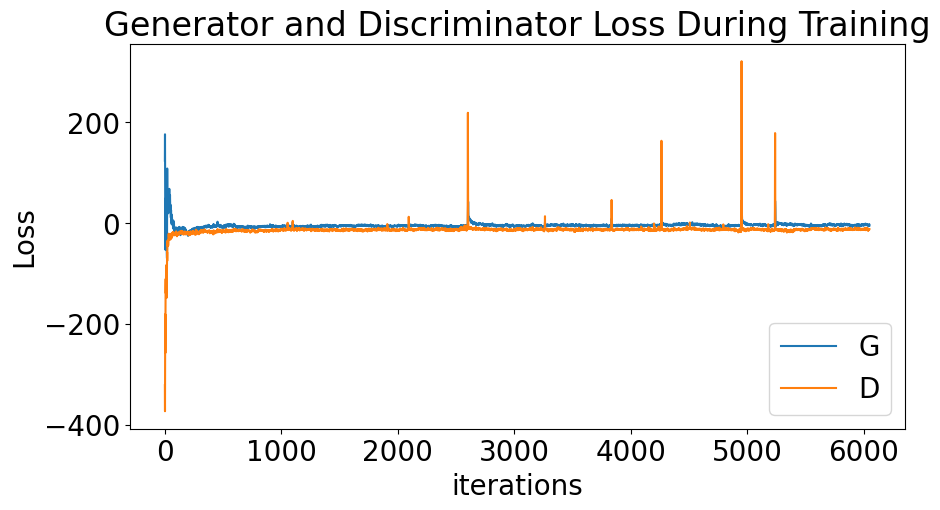 Generator and Discriminator Loss During Training
Loss
200
0
−200
−400
0 1000 2000 3000 4000 5000 6000
iterations
G
D